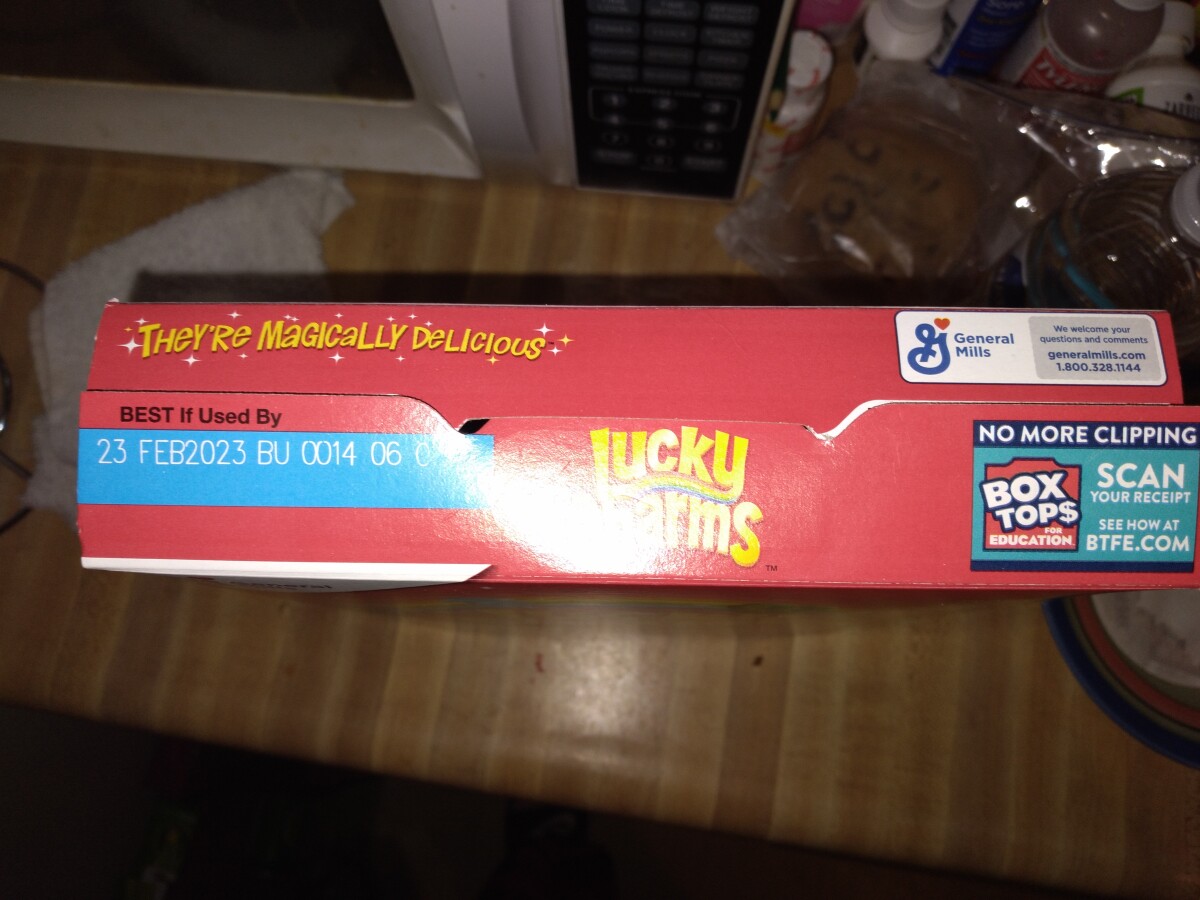 They're Magically Delicious
General
Mills
We welcome your
questions and comments
generalmills.com
1.800.328.1144
BEST If Used By
23 FEB2023 BU 0014 06
Lucky
NO MORE CLIPPING
BOX
TOP$
FOR
EDUCATION
SCAN
YOUR RECEIPT
SEE HOW AT
BTFE.COM
TM